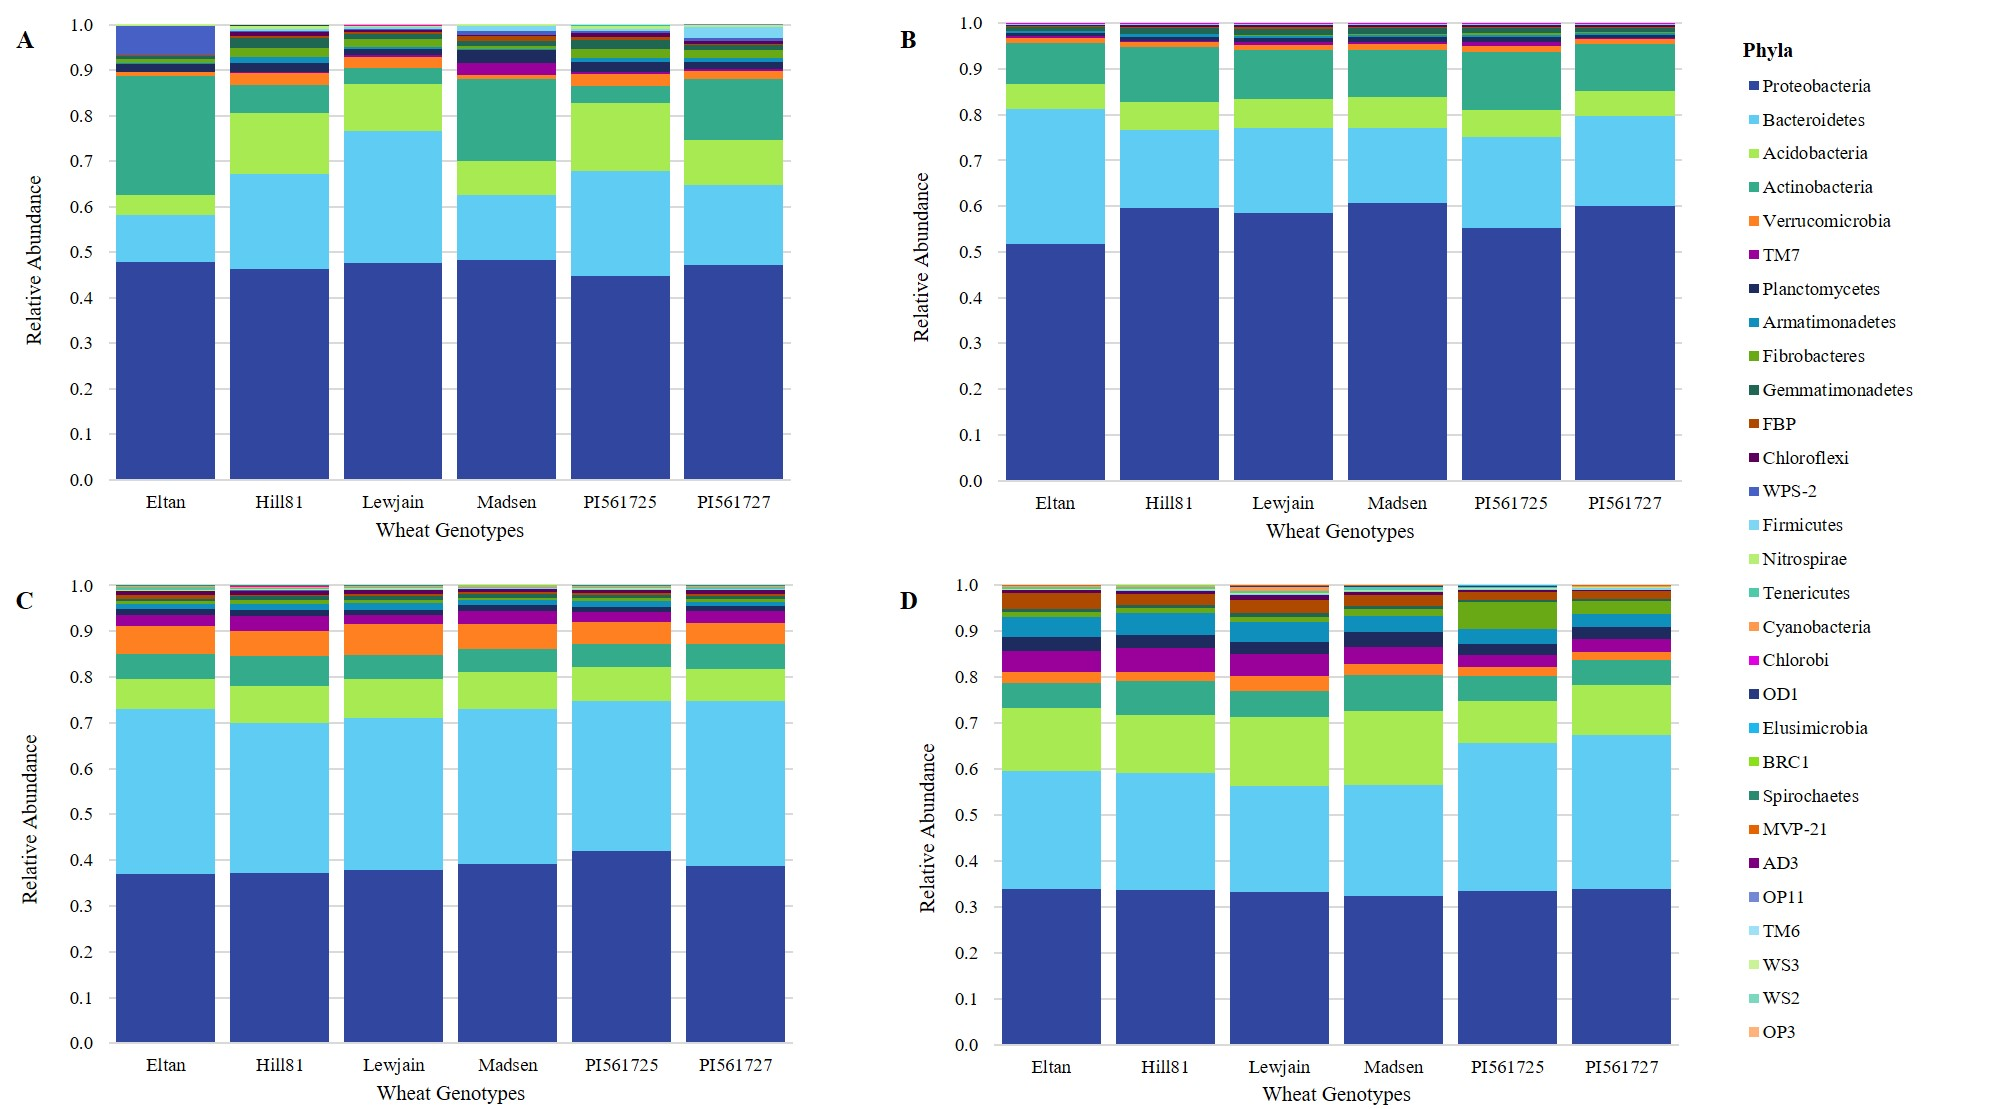 A
1.0
0.9
0.8
0.7
0.6
0.5
0.4
0.3
0.2
0.1
0.0
Relative Abundance
Eltan Hill81 Lewjain Madsen PI561725 PI561727
Wheat Genotypes
B
1.0
0.9
0.8
0.7
0.6
0.5
0.4
0.3
0.2
0.1
0.0
Relative Abundance
Eltan Hill81 Lewjain Madsen PI561725 PI561727
Wheat Genotypes
C
1.0
0.9
0.8
0.7
0.6
0.5
0.4
0.3
0.2
0.1
0.0
Relative Abundance
Eltan Hill81 Lewjain Madsen PI561725 PI561727
Wheat Genotypes
D
1.0
0.9
0.8
0.7
0.6
0.5
0.4
0.3
0.2
0.1
0.0
Relative Abundance
Eltan Hill81 Lewjain Madsen PI561725 PI561727
Wheat Genotypes
Phyla
Proteobacteria
Bacteroidetes
Acidobacteria
Actinobacteria
Verrucomicrobia
TM7
Planctomycetes
Armatimonadetes
Fibrobacteres
Gemmatimonadetes
FBP
Chloroflexi
WPS-2
Firmicutes
Nitrospirae
Tenericutes
Cyanobacteria
Chlorobi
OD1
Elusimicrobia
BRC1
Spirochaetes
MVP-21
AD3
OP11
TM6
WS3
WS2
OP3